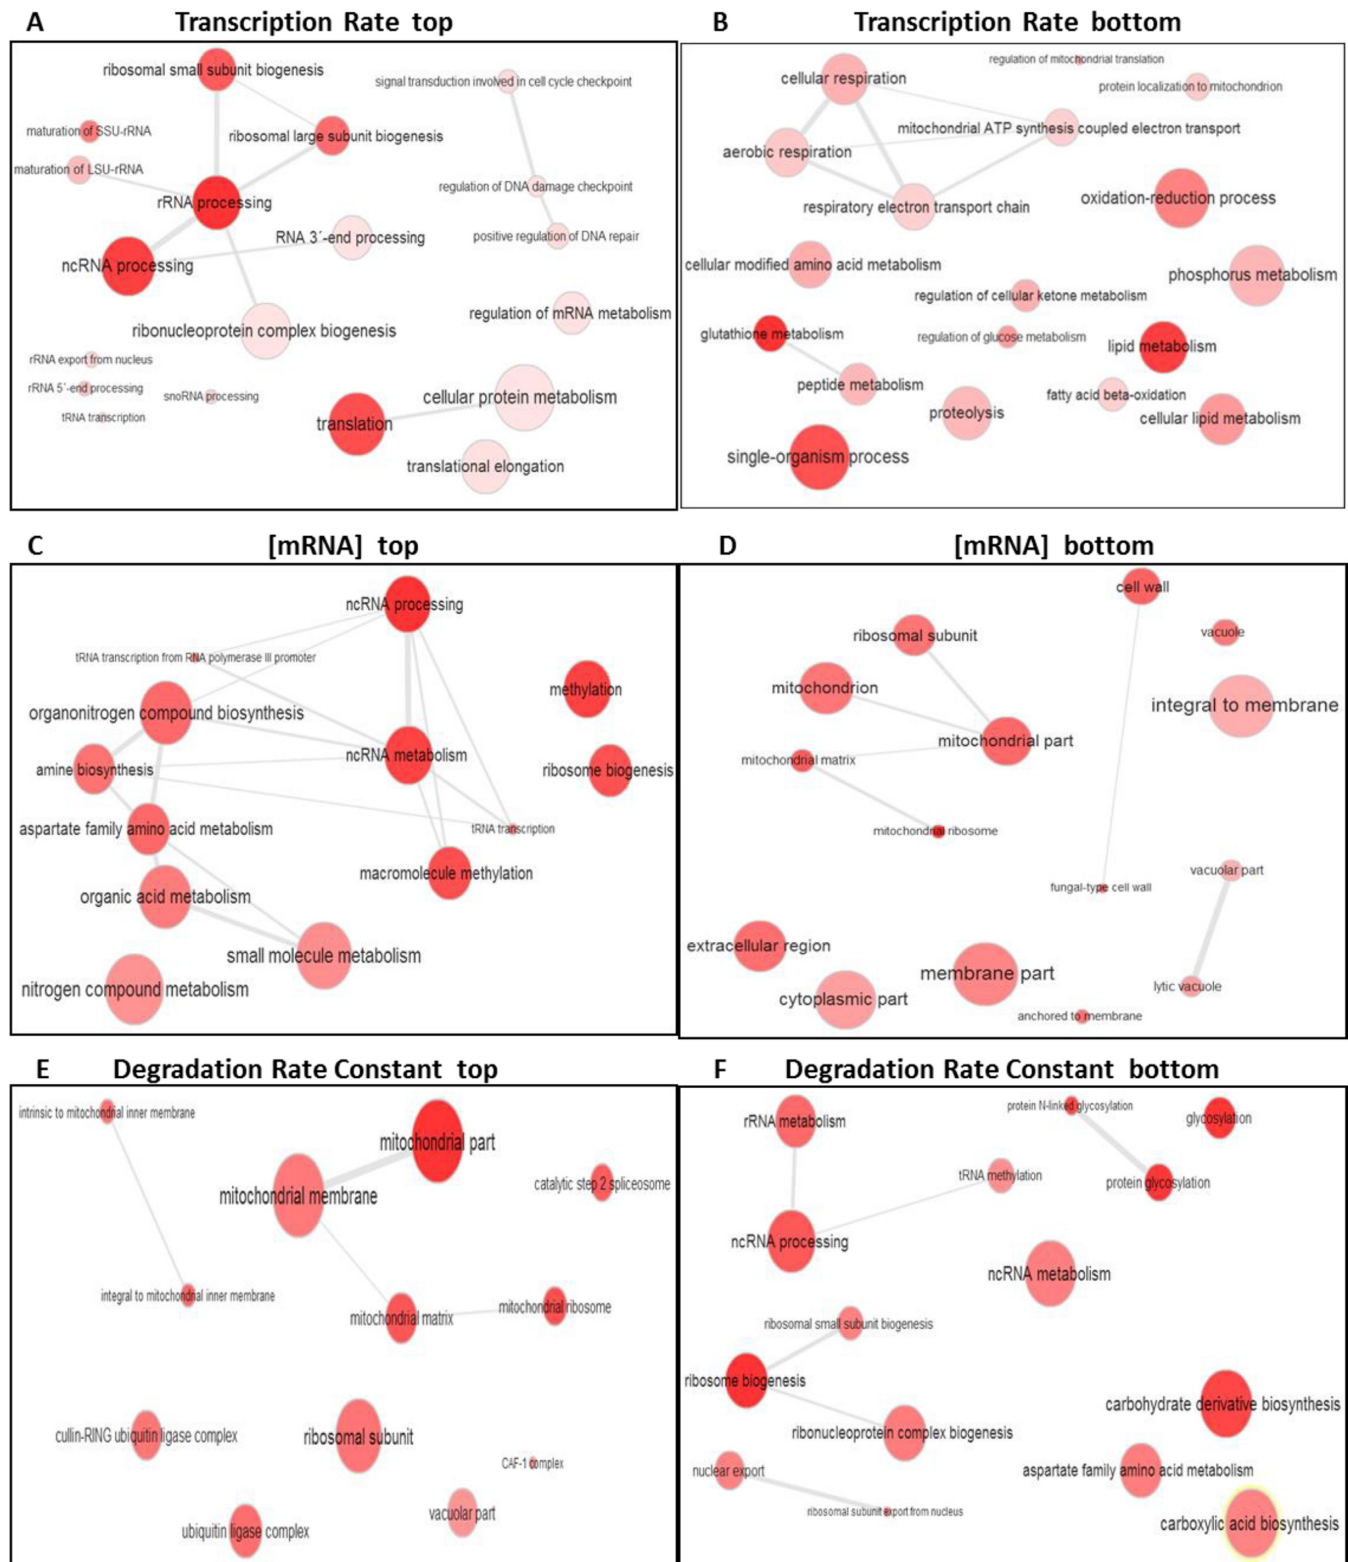 A Transcription Rate top
ribosomal small subunit biogenesis
signal transduction involved in cell cycle checkpoint
maturation of SSU-rRNA
ribosomal large subunit biogenesis
maturation of LSU-rRNA
regulation of DNA damage checkpoint
rRNA processing
RNA 3´-end processing
positive regulation of DNA repair
ncRNA processing
regulation of mRNA metabolism
ribonucleoprotein complex biogenesis
rRNA export from nucleus
rRNA 5´-end processing
snoRNA processing
cellular protein metabolism
tRNA transcription
translation
translational elongation
B Transcription Rate bottom
regulation of mitochondrial translation
cellular respiration
protein localization to mitochondrion
mitochondrial ATP synthesis coupled electron transport
aerobic respiration
oxidation-reduction process
respiratory electron transport chain
cellular modified amino acid metabolism
phosphorus metabolism
regulation of cellular ketone metabolism
glutathione metabolism
regulation of glucose metabolism
lipid metabolism
peptide metabolism
fatty acid beta-oxidation
proteolysis
cellular lipid metabolism
single-organism process
C [mRNA] top
ncRNA processing
tRNA transcription from RNA polymerase III promoter
methylation
organonitrogen compound biosynthesis
ncRNA metabolism
amine biosynthesis
ribosome biogenesis
aspartate family amino acid metabolism
tRNA transcription
macromolecule methylation
organic acid metabolism
small molecule metabolism
nitrogen compound metabolism
D [mRNA] bottom
cell wall
ribosomal subunit
vacuole
mitochondrion
integral to membrane
mitochondrial part
mitochondrial matrix
mitochondrial ribosome
vacuolar part
fungal-type cell wall
extracellular region
membrane part
cytoplasmic part
lytic vacuole
anchored to membrane
E Degradation Rate Constant top
intrinsic to mitochondrial inner membrane
mitochondrial part
mitochondrial membrane
catalytic step 2 spliceosome
integral to mitochondrial inner membrane
mitochondrial matrix
mitochondrial ribosome
cullin-RING ubiquitin ligase complex
ribosomal subunit
CAF-1 complex
vacuolar part
ubiquitin ligase complex
F Degradation Rate Constant bottom
protein N-linked glycosylation
rRNA metabolism
glycosylation
tRNA methylation
protein glycosylation
ncRNA processing
ncRNA metabolism
ribosomal small subunit biogenesis
ribosome biogenesis
carbohydrate derivative biosynthesis
ribonucleoprotein complex biogenesis
nuclear export
aspartate family amino acid metabolism
ribosomal subunit export from nucleus
carboxylic acid biosynthesis